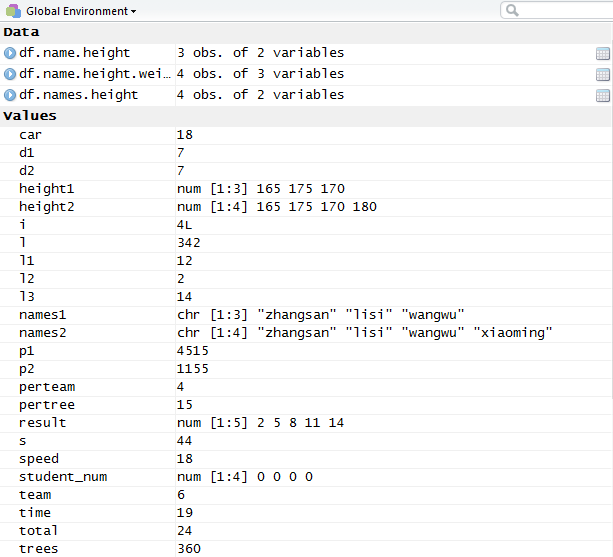 Global Environment
Data
df.name.height 3 obs. of 2 variables
df.name.height.wei… 4 obs. of 3 variables
df.names.height 4 obs. of 2 variables
Values
car 18
d1 7
d2 7
height1 num [1:3] 165 175 170
height2 num [1:4] 165 175 170 180
i 4L
l 342
l1 12
l2 2
l3 14
names1 chr [1:3] "zhangsan" "lisi" "wangwu"
names2 chr [1:4] "zhangsan" "lisi" "wangwu" "xiaoming"
p1 4515
p2 1155
perteam 4
pertree 15
result num [1:5] 2 5 8 11 14
s 44
speed 18
student_num num [1:4] 0 0 0 0
team 6
time 19
total 24
trees 360